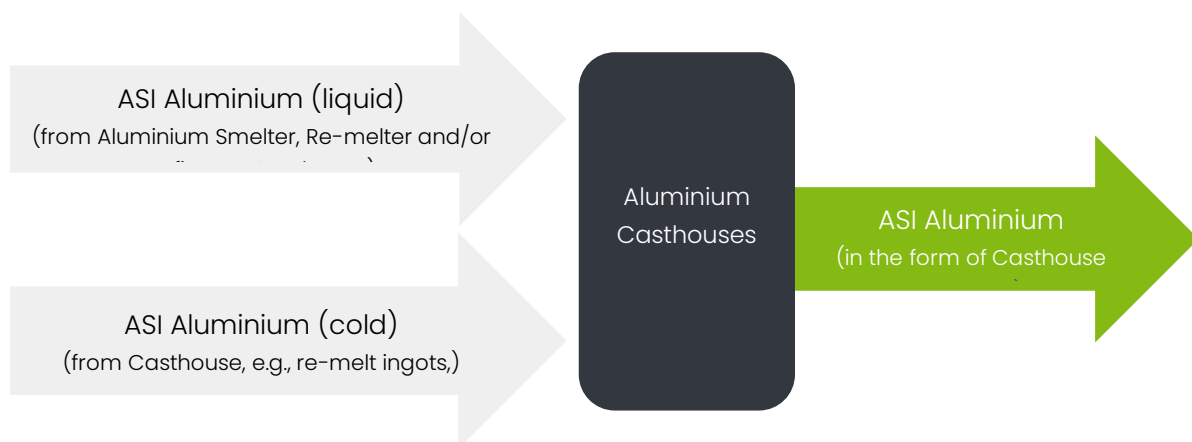 ASI Aluminium (liquid)
(from Aluminium Smelter, Re-melter and/or
ASI Aluminium (cold)
(from Casthouse, e.g., re-melt ingots,)
Aluminium
Casthouses
ASI Aluminium
(in the form of Casthouse